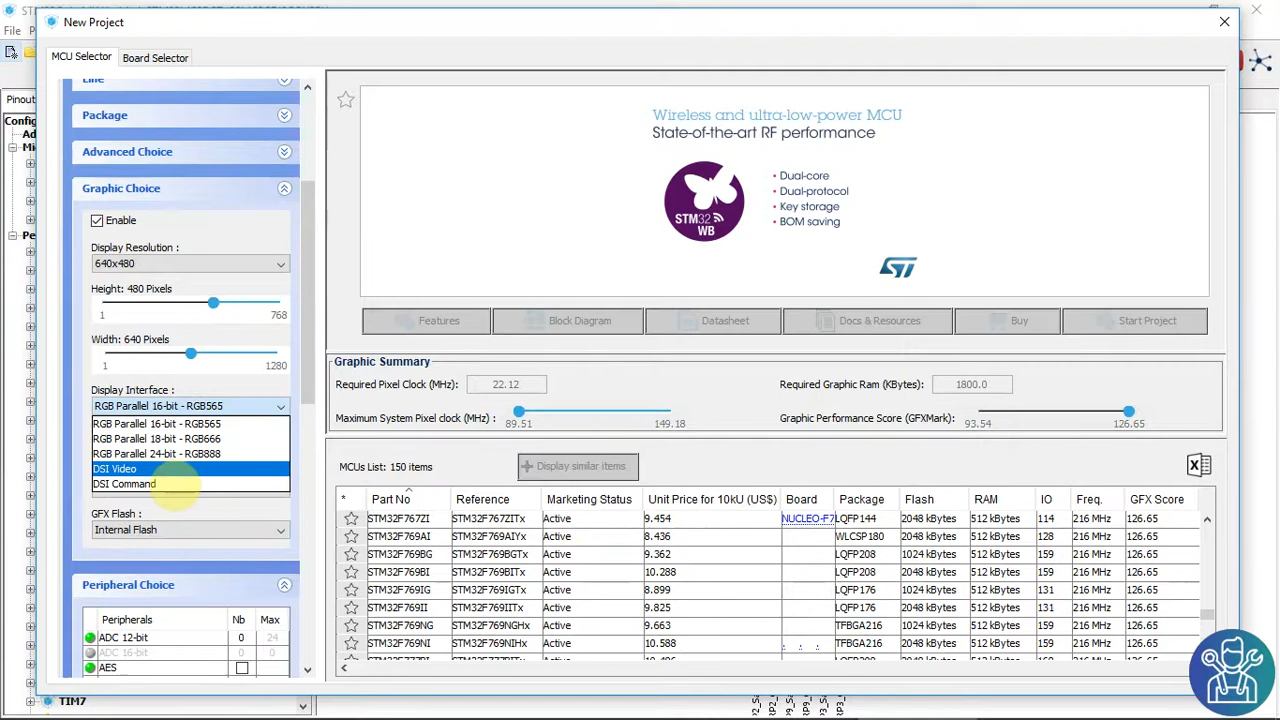 New Project
File
MCU Selector
Board Selector
Line
Package
Advanced Choice
Graphic Choice
Enable
Display Resolution :
640x480
Height: 480 Pixels
1 768
Width: 640 Pixels
1 1280
Display Interface :
RGB Parallel 16-bit - RGB565
RGB Parallel 16-bit - RGB565
RGB Parallel 18-bit - RGB666
RGB Parallel 24-bit - RGB888
DSI Video
DSI Command
GFX Flash :
Internal Flash
Peripheral Choice
Peripherals Nb Max
ADC 12-bit 0 24
ADC 16-bit 0 0
AES
TIM7
Pinout
Wireless and ultra-low-power MCU
State-of-the-art RF performance
STM32
WB
• Dual-core
• Dual-protocol
• Key storage
• BOM saving
ST
Features
Block Diagram
Datasheet
Docs & Resources
Buy
Start Project
Graphic Summary
Required Pixel Clock (MHz): 22.12
Required Graphic Ram (KBytes): 1800.0
Maximum System Pixel clock (MHz) : 89.51 149.18
Graphic Performance Score (GFXMark): 93.54 126.65
MCUs List: 150 items
Display similar items
* Part No Reference Marketing Status Unit Price for 10kU (US$) Board Package Flash RAM IO Freq. GFX Score
STM32F767ZI STM32F767ZITx Active 9.454 NUCLEO-F7 LQFP144 2048 kBytes 512 kBytes 114 216 MHz 126.65
STM32F769AI STM32F769AIYx Active 8.436 WLCSP180 2048 kBytes 512 kBytes 128 216 MHz 126.65
STM32F769BG STM32F769BGTx Active 9.362 LQFP208 1024 kBytes 512 kBytes 159 216 MHz 126.65
STM32F769BI STM32F769BITx Active 10.288 LQFP208 2048 kBytes 512 kBytes 159 216 MHz 126.65
STM32F769IG STM32F769IGTx Active 8.899 LQFP176 1024 kBytes 512 kBytes 131 216 MHz 126.65
STM32F769II STM32F769IITx Active 9.825 LQFP176 2048 kBytes 512 kBytes 131 216 MHz 126.65
STM32F769NG STM32F769NGHx Active 9.663 TFBGA216 1024 kBytes 512 kBytes 159 216 MHz 126.65
STM32F769NI STM32F769NIHx Active 10.588 TFBGA216 2048 kBytes 512 kBytes 159 216 MHz 126.65